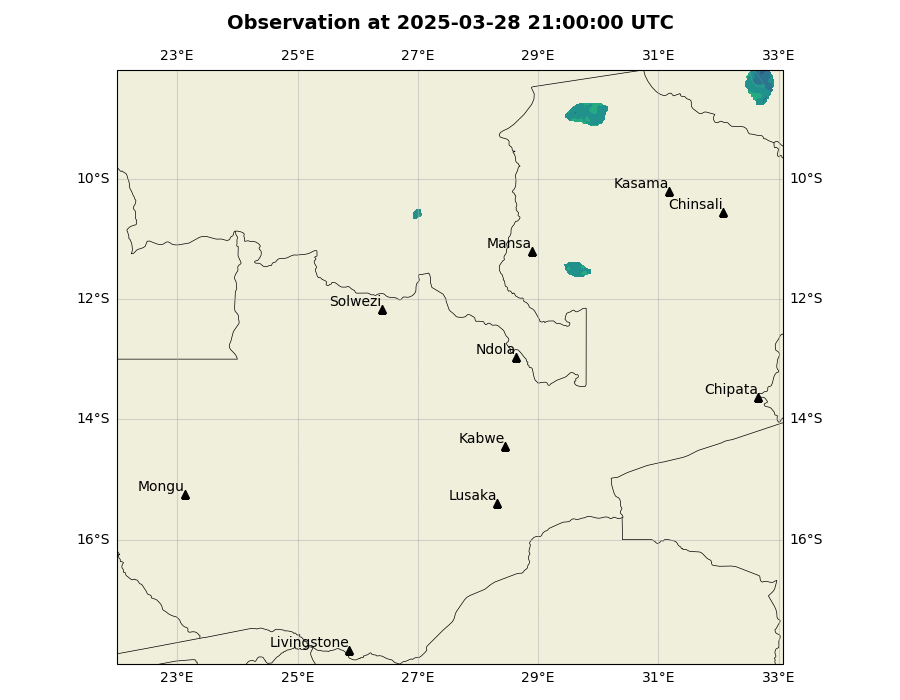 Observation at 2025-03-28 21:00:00 UTC
23°E 25°E 27°E 29°E 31°E 33°E
10°S 10°S
Kasama
Chinsali
Mansa
12°S 12°S
Solwezi
Ndola
Chipata
14°S 14°S
Kabwe
Mongu
Lusaka
16°S 16°S
Livingstone
23°E 25°E 27°E 29°E 31°E 33°E